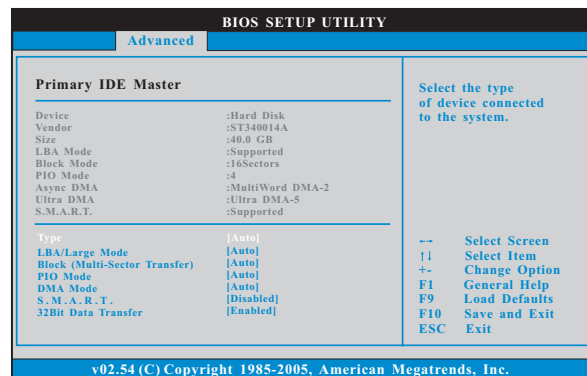 BIOS SETUP UTILITY
Advanced
Primary IDE Master
Device :Hard Disk
Vendor :ST340014A
Size :40.0 GB
LBA Mode :Supported
Block Mode :16Sectors
PIO Mode :4
Async DMA :MultiWord DMA-2
Ultra DMA :Ultra DMA-5
S.M.A.R.T. :Supported
Type [Auto]
LBA/Large Mode [Auto]
Block (Multi-Sector Transfer) [Auto]
PIO Mode [Auto]
DMA Mode [Auto]
S.M.A.R.T. [Disabled]
32Bit Data Transfer [Enabled]
Select the type
of device connected
to the system.
←→ Select Screen
↑↓ Select Item
+- Change Option
F1 General Help
F9 Load Defaults
F10 Save and Exit
ESC Exit
v02.54 (C) Copyright 1985-2005, American Megatrends, Inc.